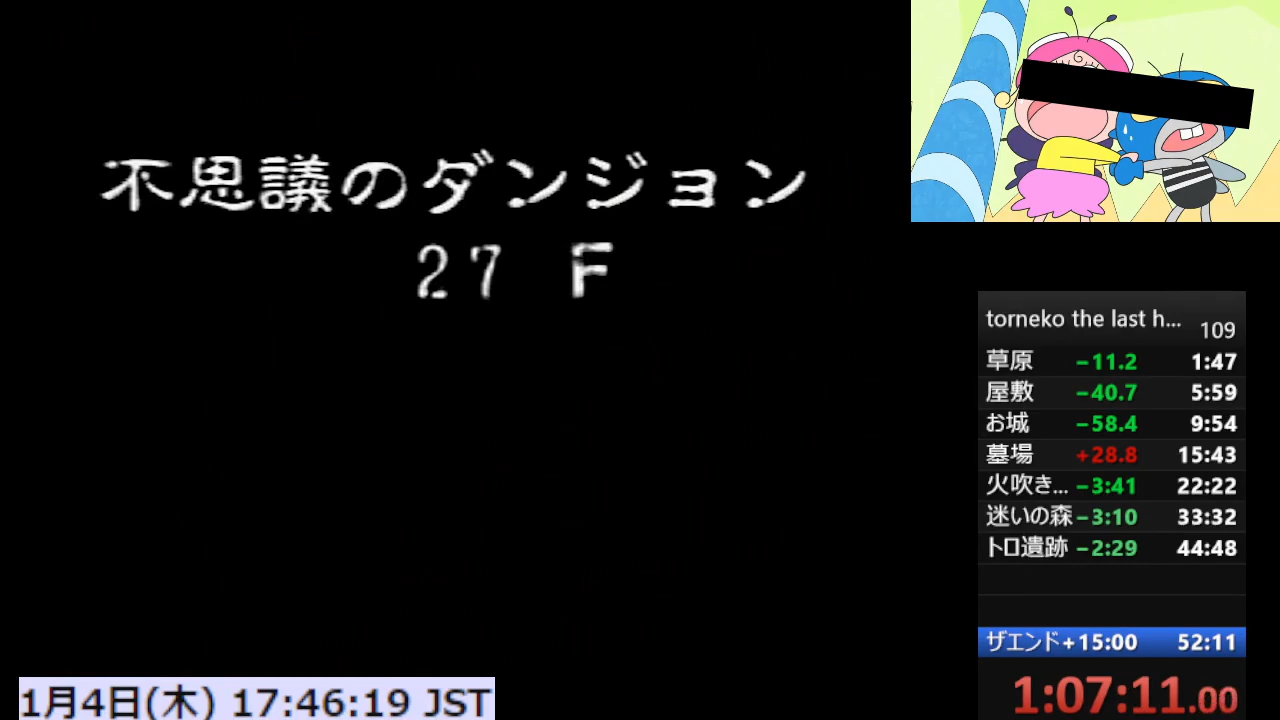 不思議のダンジョン
27 F
torneko the last h... 109
草原 -11.2 1:47
屋敷 -40.7 5:59
お城 -58.4 9:54
墓場 +28.8 15:43
火吹き... -3:41 22:22
迷いの森 -3:10 33:32
トロ遺跡 -2:29 44:48
ザエンド +15:00 52:11
1:07:11.00
1月4日(木) 17:46:19 JST